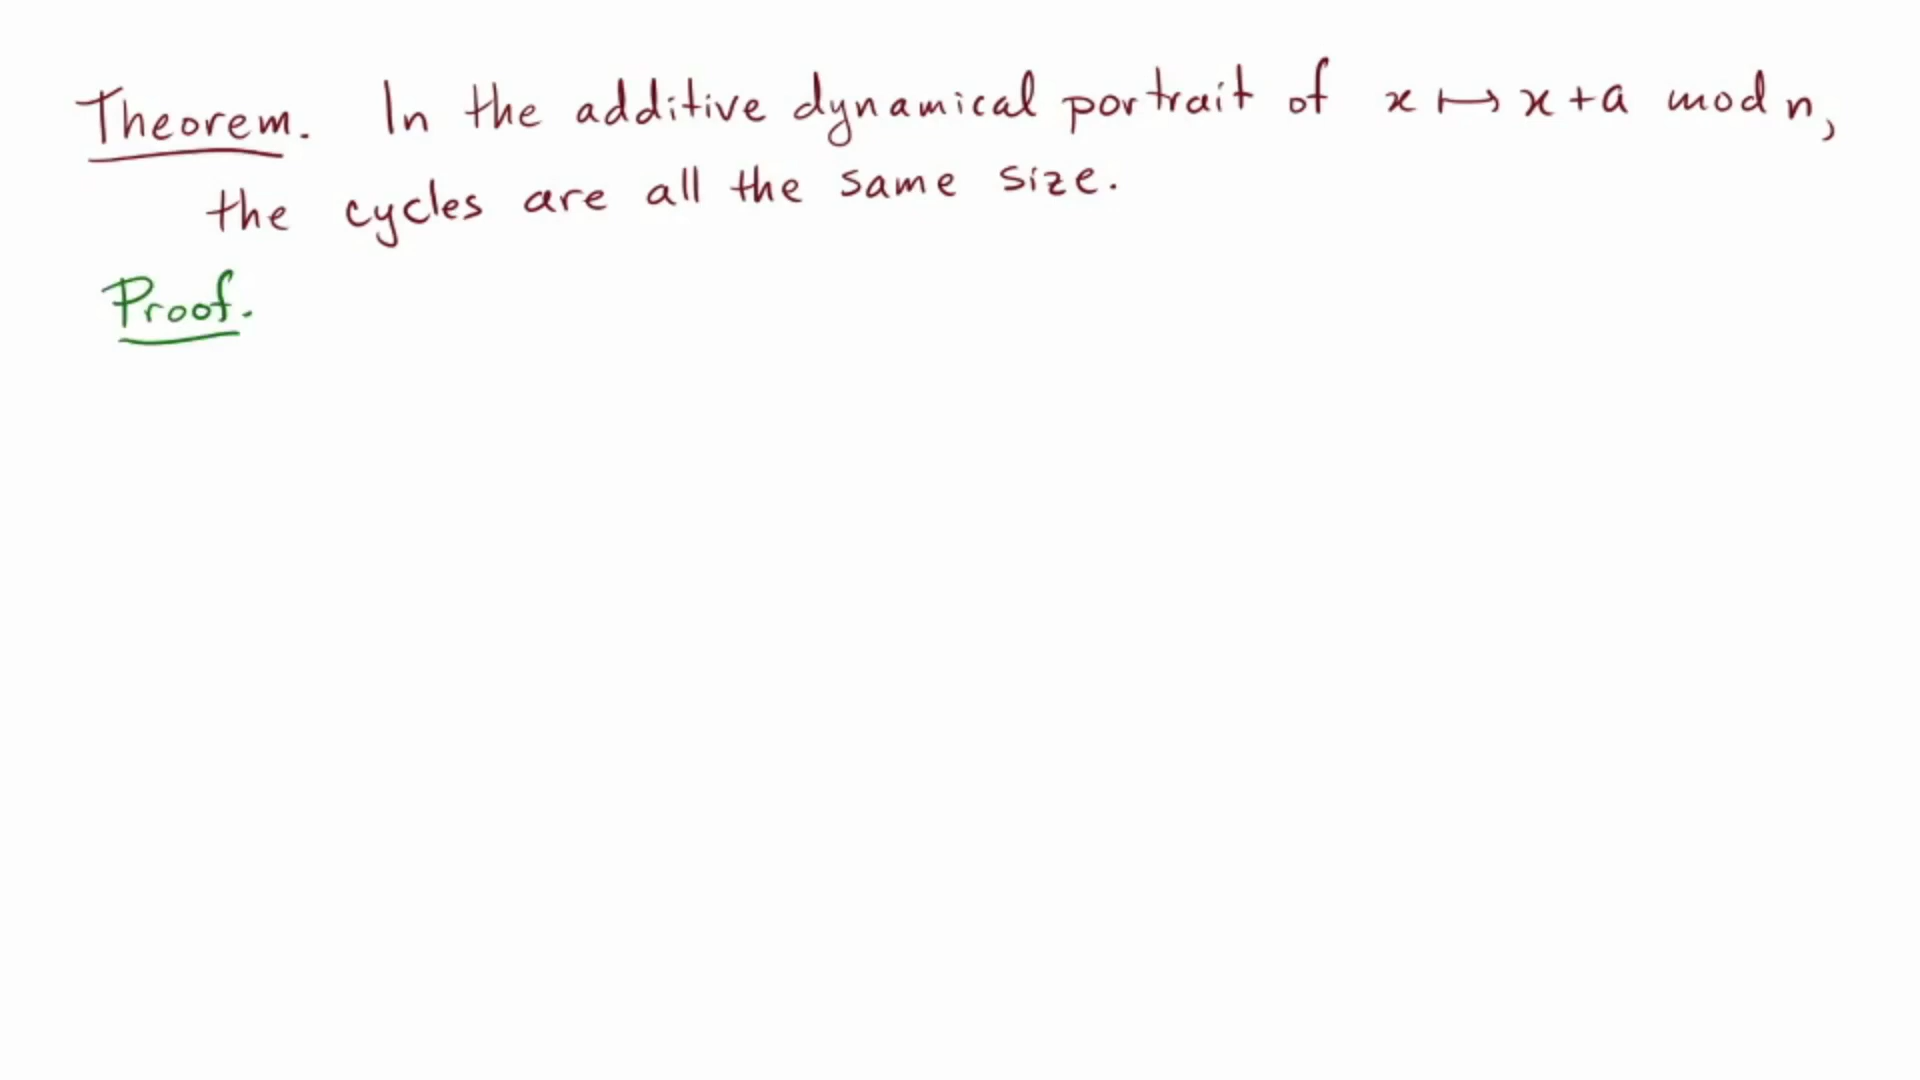 Theorem. In the additive dynamical portrait of x ↦ x + a mod n,
the cycles are all the same size.
Proof.